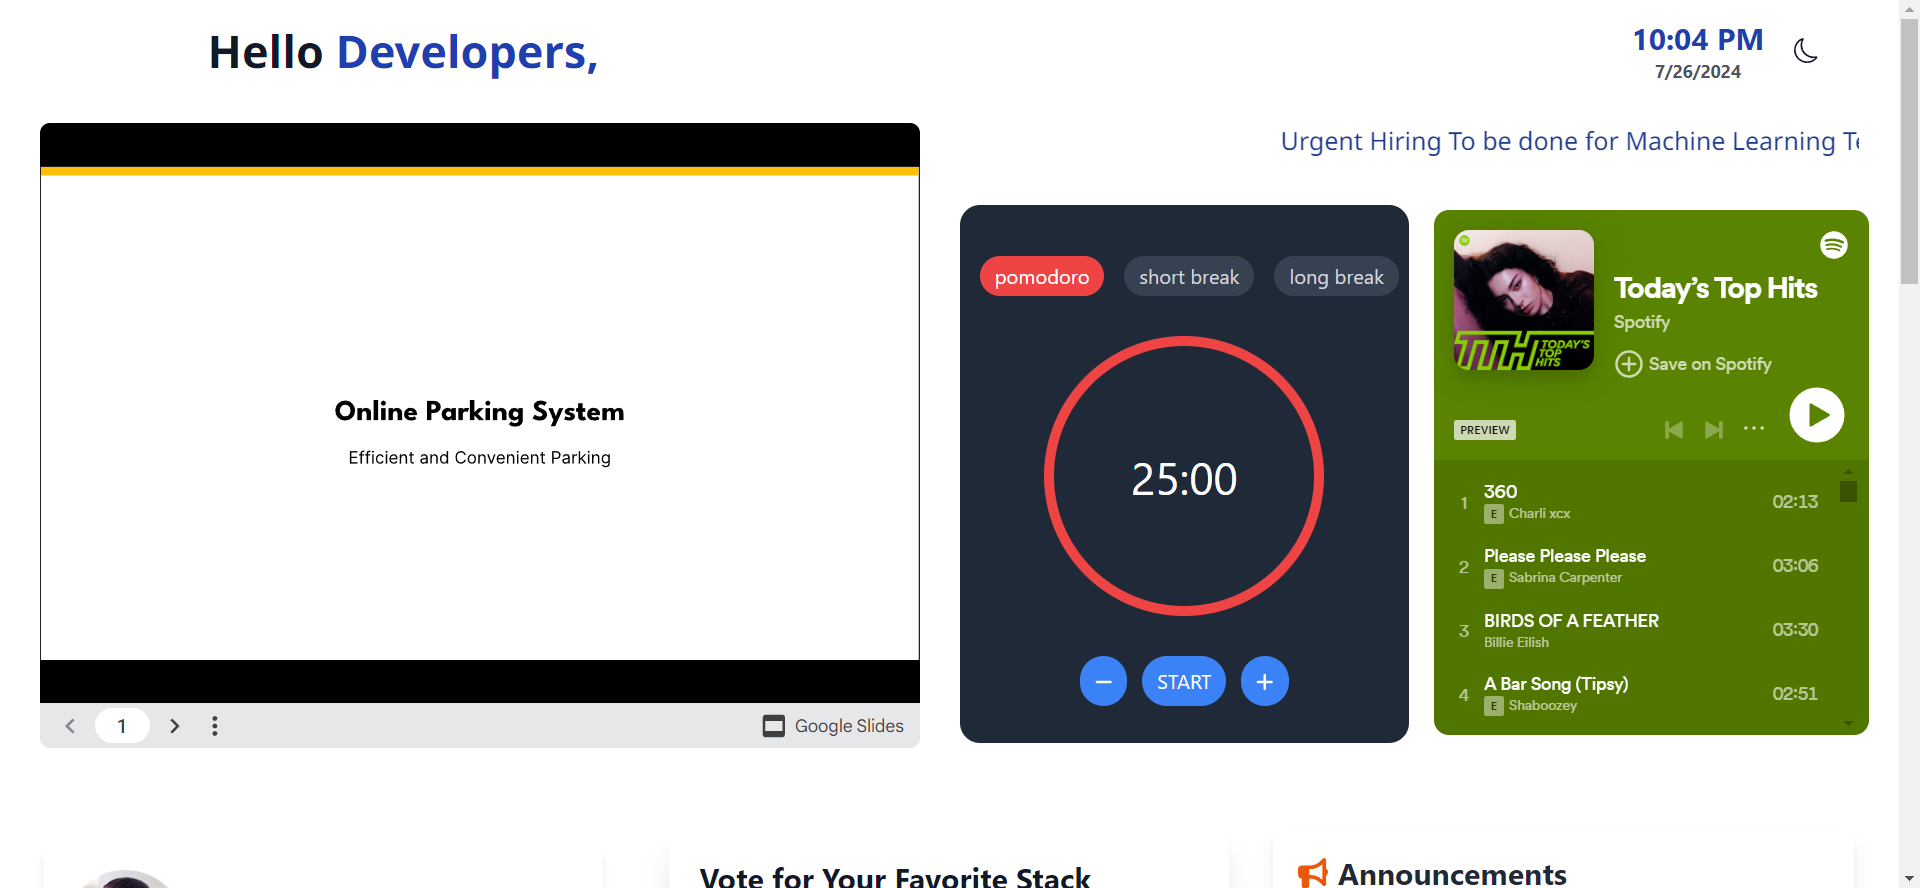 Hello Developers,
10:04 PM
7/26/2024
Urgent Hiring To be done for Machine Learning
Online Parking System
Efficient and Convenient Parking
1
Google Slides
pomodoro
short break
long break
25:00
START
TODAY'S
TOP
HITS
Today’s Top Hits
Spotify
Save on Spotify
PREVIEW
1 360 02:13
E Charli xcx
2 Please Please Please 03:06
E Sabrina Carpenter
3 BIRDS OF A FEATHER 03:30
Billie Eilish
4 A Bar Song (Tipsy) 02:51
E Shaboozey
Vote for Your Favorite Stack
Announcements